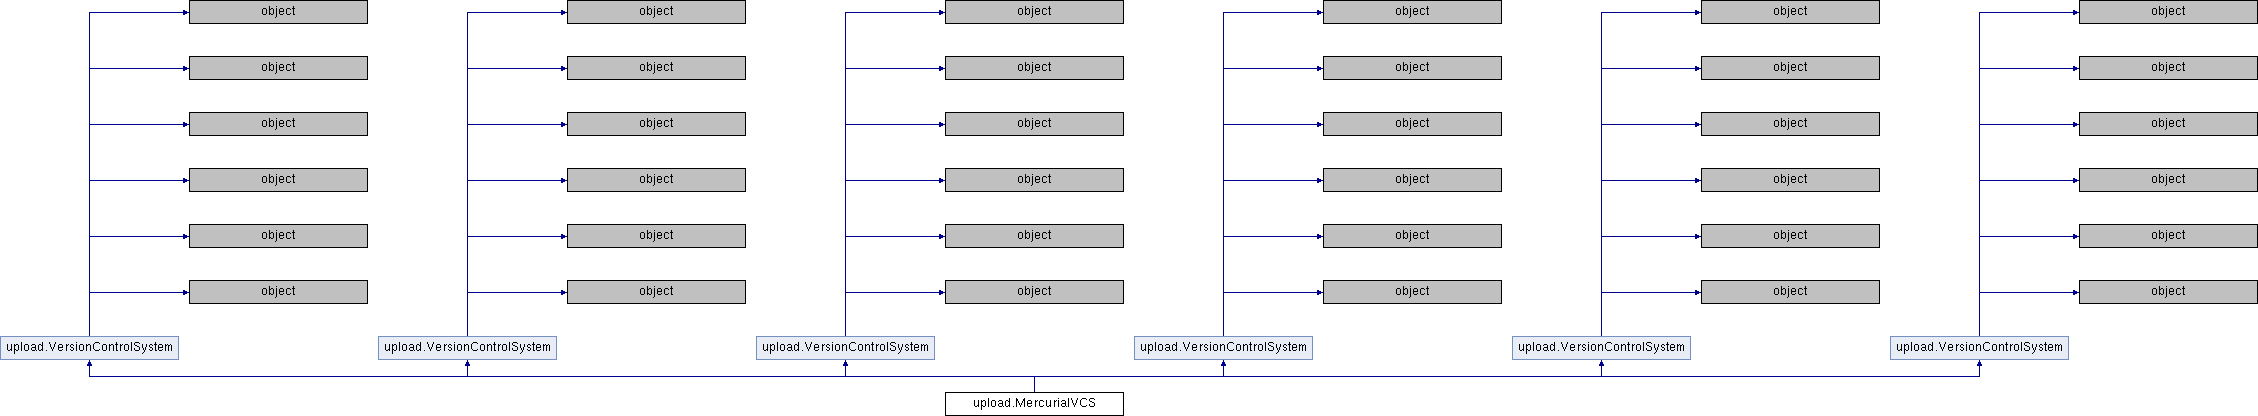 object object object object object object
object object object object object object
object object object object object object
object object object object object object
object object object object object object
object object object object object object
upload.VersionControlSystem upload.VersionControlSystem upload.VersionControlSystem upload.VersionControlSystem upload.VersionControlSystem upload.VersionControlSystem
upload.MercurialVCS